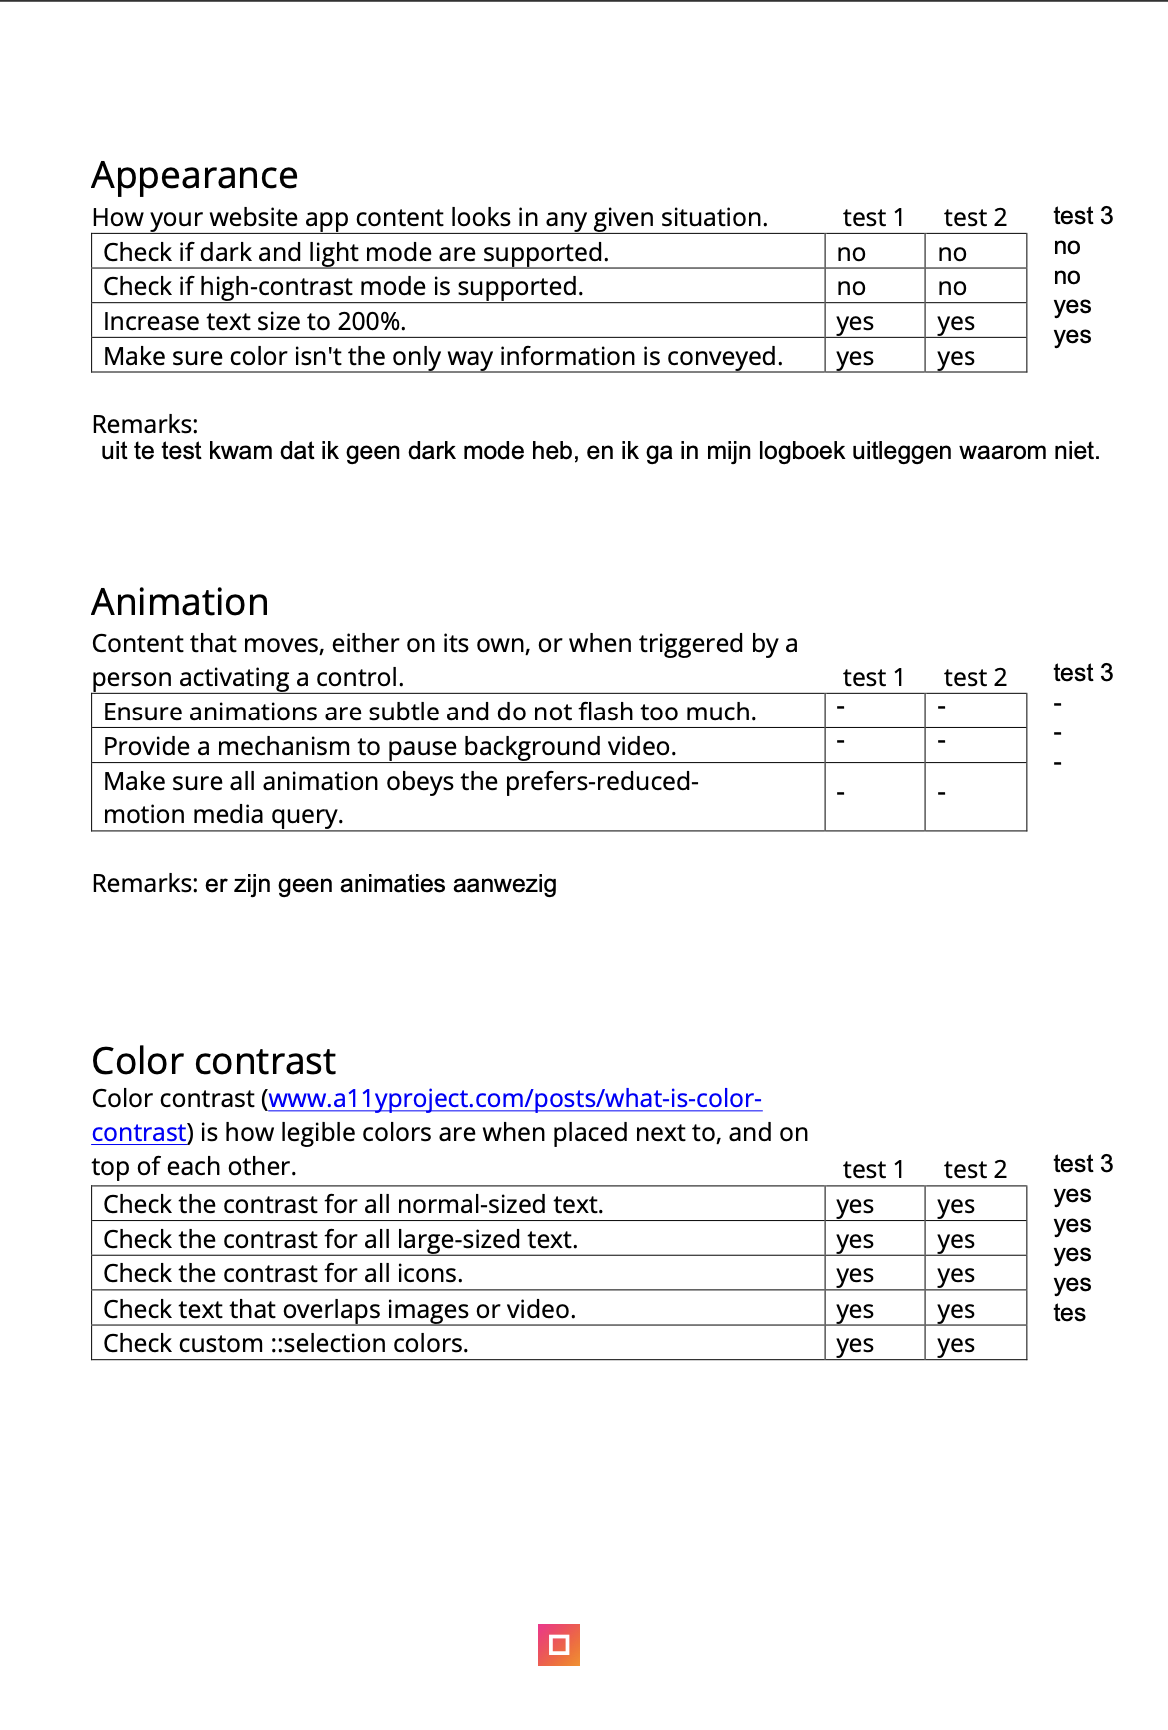 Appearance
How your website app content looks in any given situation. test 1 test 2 test 3
Check if dark and light mode are supported. no no no
Check if high-contrast mode is supported. no no no
Increase text size to 200%. yes yes yes
Make sure color isn't the only way information is conveyed. yes yes yes
Remarks:
uit te test kwam dat ik geen dark mode heb, en ik ga in mijn logboek uitleggen waarom niet.
Animation
Content that moves, either on its own, or when triggered by a
person activating a control. test 1 test 2 test 3
Ensure animations are subtle and do not flash too much. - - -
Provide a mechanism to pause background video. - - -
Make sure all animation obeys the prefers-reduced-
motion media query. - - -
Remarks: er zijn geen animaties aanwezig
Color contrast
Color contrast (www.a11yproject.com/posts/what-is-color-
contrast) is how legible colors are when placed next to, and on
top of each other. test 1 test 2 test 3
Check the contrast for all normal-sized text. yes yes yes
Check the contrast for all large-sized text. yes yes yes
Check the contrast for all icons. yes yes yes
Check text that overlaps images or video. yes yes yes
Check custom ::selection colors. yes yes tes